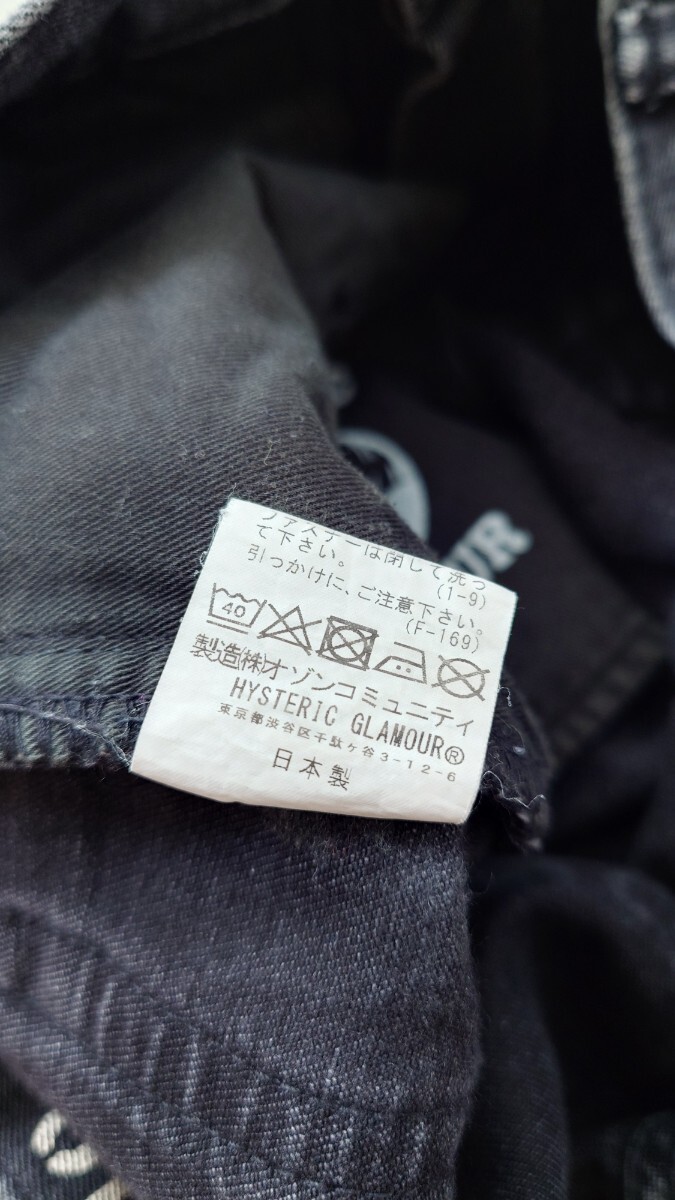 ファスナーは閉して洗っ
て下さい。 (1-9)
引っかけに、ご注意下さい。
(F-169)
40
製造㈱オゾンコミュニティ
HYSTERIC GLAMOUR®
東京都渋谷区千駄ヶ谷3-12-6
日本製
UR